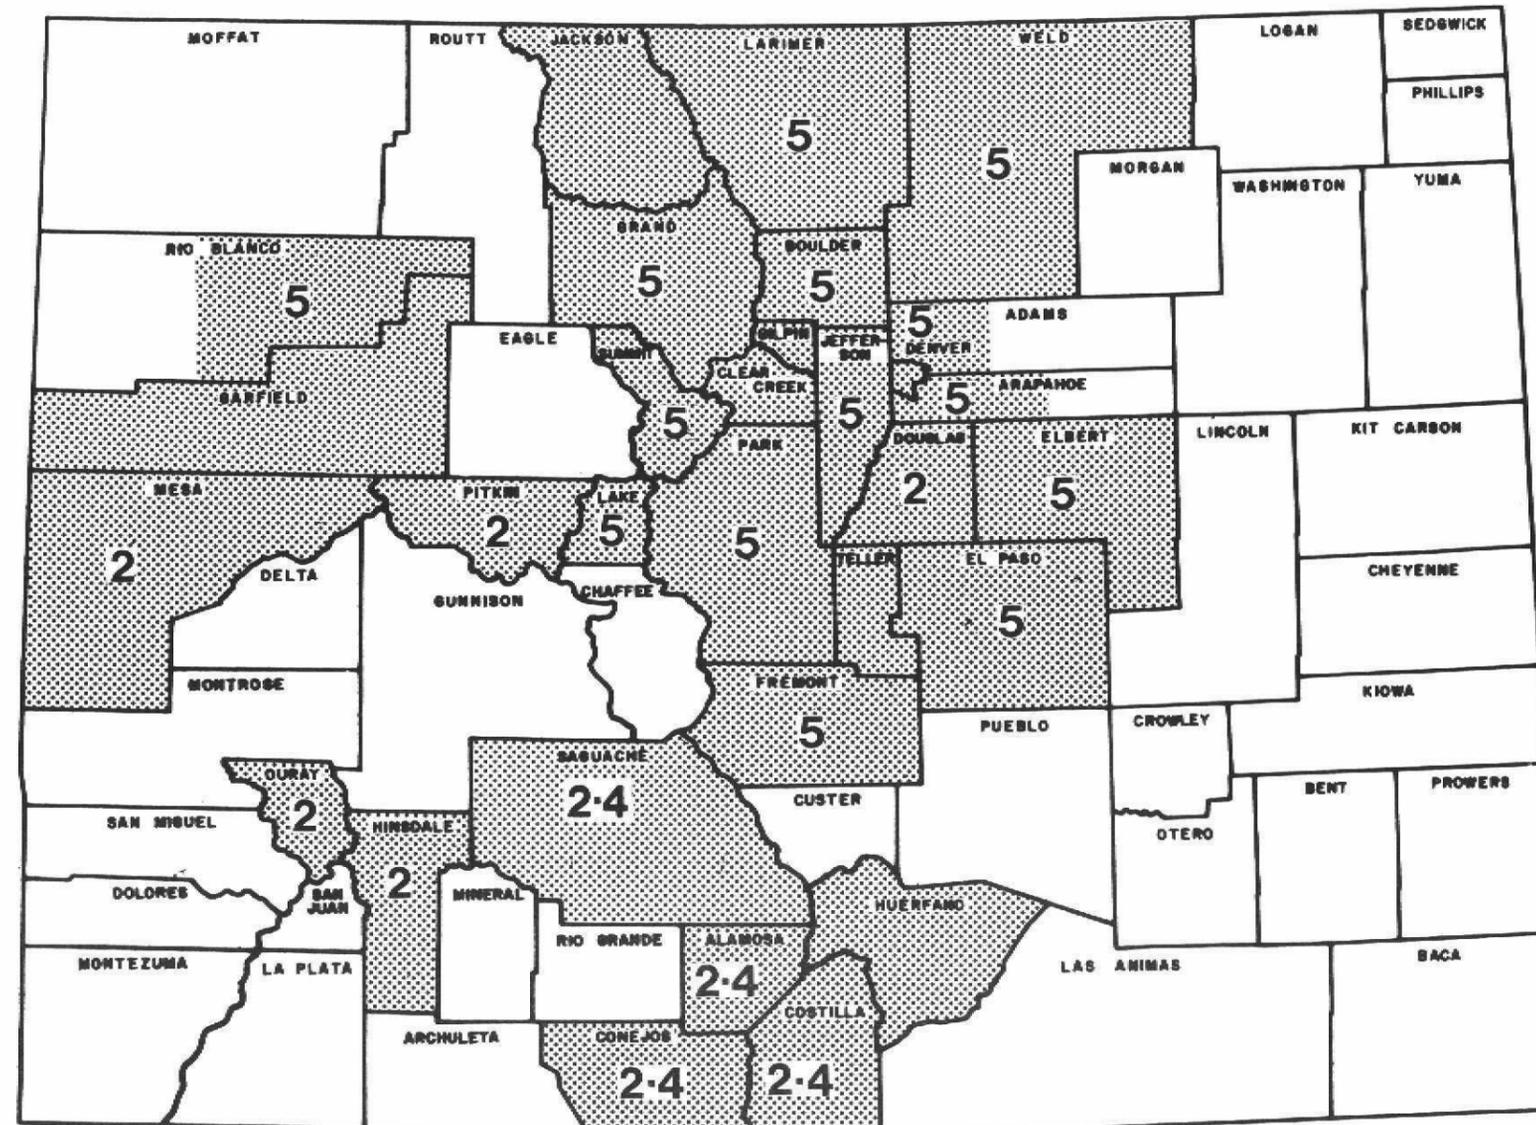 MOFFAT
ROUTT
JACKSON
LARIMER
5
WELD
5
LOGAN
SEDGWICK
PHILLIPS
MORGAN
WASHINGTON
YUMA
RIO BLANCO
5
GRAND
5
BOULDER
5
EAGLE
SUMMIT
5
GILPIN
JEFFER
SON
5
5
ADAMS
DENVER
CLEAR
CREEK
5
ARAPAHOE
GARFIELD
PARK
5
DOUGLAS
2
ELBERT
5
LINCOLN
KIT CARSON
MESA
2
PITKIN
2
LAKE
5
DELTA
GUNNISON
CHAFFEE
TELLER
EL PASO
5
CHEYENNE
MONTROSE
FREMONT
5
PUEBLO
CROWLEY
KIOWA
OURAY
2
SAGUACHE
2·4
CUSTER
BENT
PROWERS
SAN MIGUEL
HINSDALE
2
OTERO
DOLORES
SAN
JUAN
MINERAL
HUERFANO
RIO GRANDE
ALAMOSA
2·4
MONTEZUMA
LA PLATA
LAS ANIMAS
BACA
COSTILLA
2·4
ARCHULETA
CONEJOS
2·4